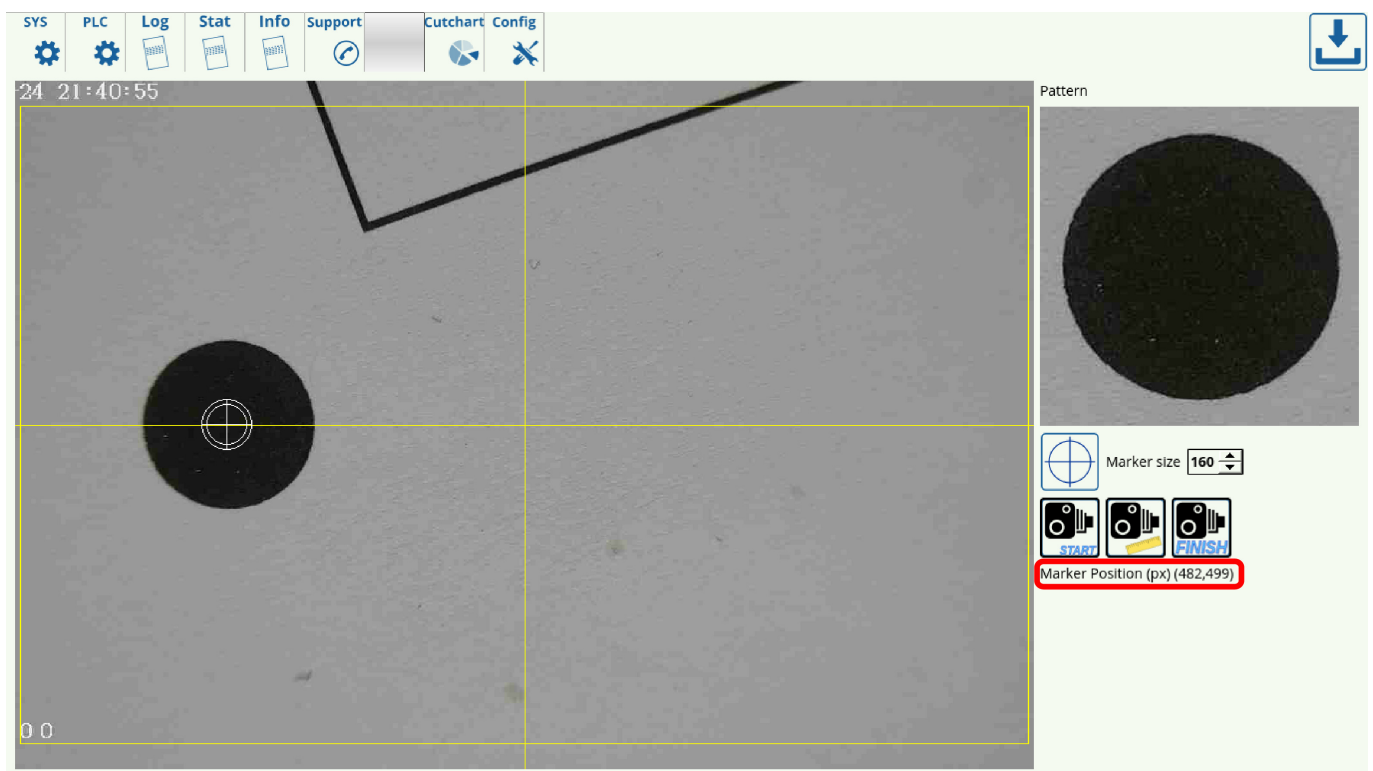 SYS PLC Log Stat Info Support Cutchart Config
24 21:40:55
Pattern
Marker size 160
START FINISH
Marker Position (px) (482,499)
0 0